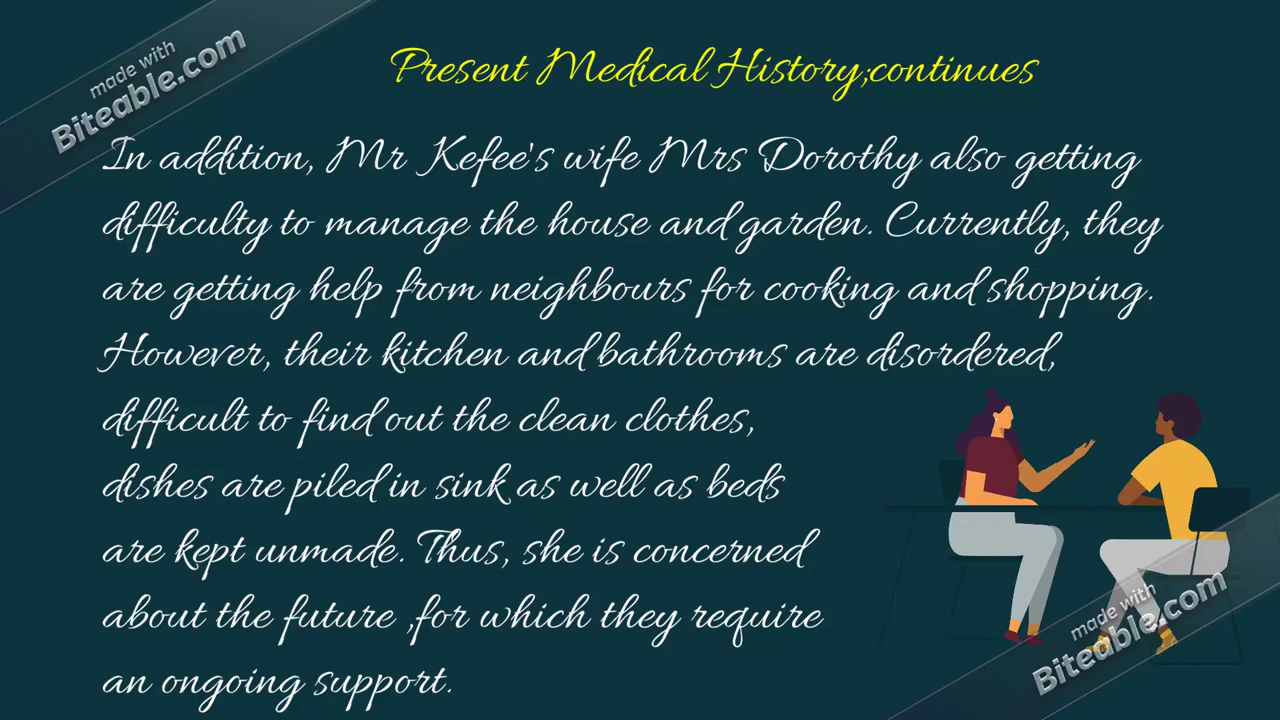 made with
Biteable.com
Present Medical History;continues
In addition, Mr Kefee's wife Mrs Dorothy also getting
difficulty to manage the house and garden. Currently, they
are getting help from neighbours for cooking and shopping.
However, their kitchen and bathrooms are disordered,
difficult to find out the clean clothes,
dishes are piled in sink as well as beds
are kept unmade. Thus, she is concerned
about the future ,for which they require
an ongoing support.
made with
Biteable.com